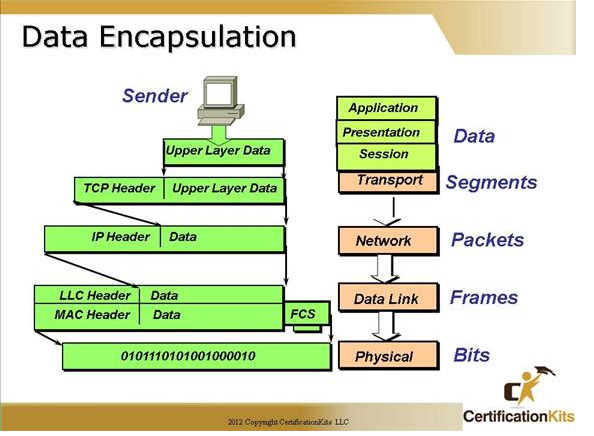 Data Encapsulation
Sender
Upper Layer Data
TCP Header Upper Layer Data
IP Header Data
LLC Header Data
MAC Header Data FCS
0101110101001000010
Application
Presentation
Session
Data
Transport Segments
Network Packets
Data Link Frames
Physical Bits
2012 Copyright CertificationKits LLC
CertificationKits